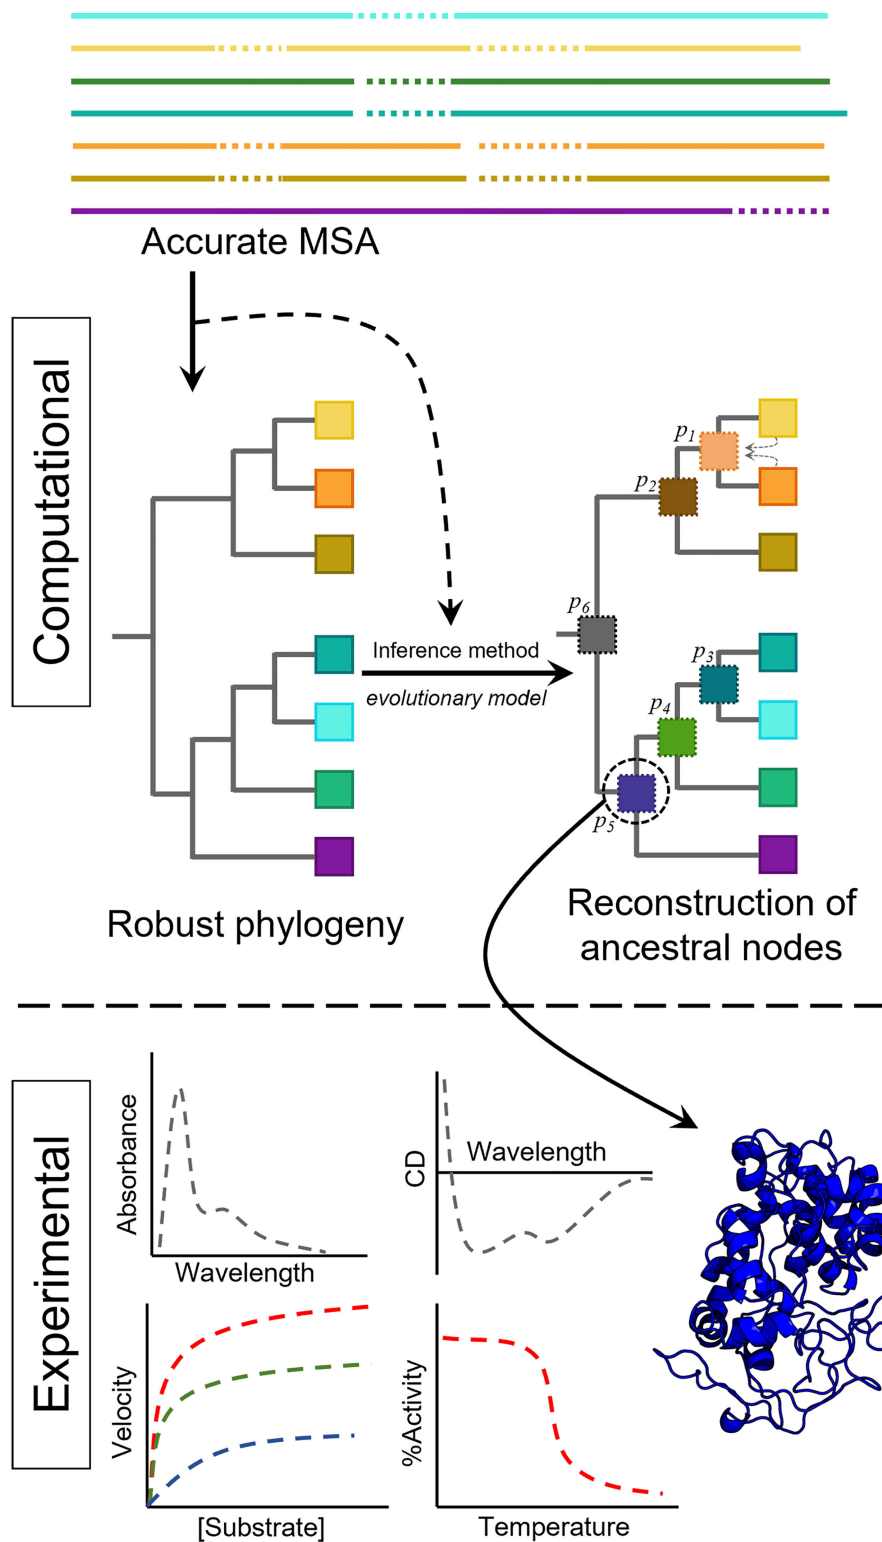 Accurate MSA
Computational
p1
p2
p6
Inference method
evolutionary model
p3
p4
p5
Robust phylogeny
Reconstruction of
ancestral nodes
Experimental
Absorbance
Wavelength
CD
Wavelength
Velocity
[Substrate]
%Activity
Temperature